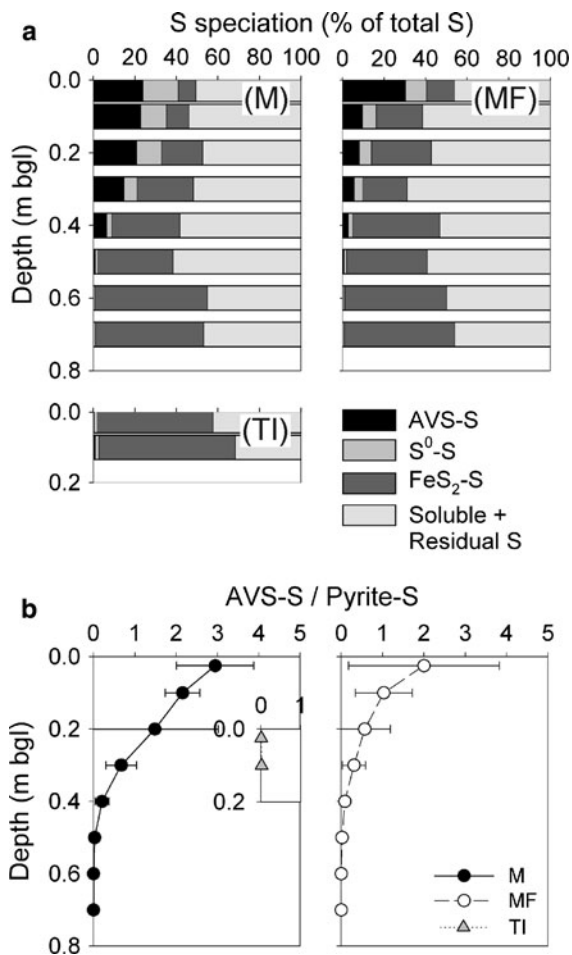 a
S speciation (% of total S)
0 20 40 60 80 100
0 20 40 60 80 100
Depth (m bgl)
0.0
0.2
0.4
0.6
0.8
(M)
(MF)
0.0
0.2
(TI)
AVS-S
S⁰-S
FeS₂-S
Soluble +
Residual S
b
AVS-S / Pyrite-S
0 1 2 3 4 5
0 1 2 3 4 5
Depth (m bgl)
0.0
0.2
0.4
0.6
0.8
0 1
0.0
0.2
M
MF
TI